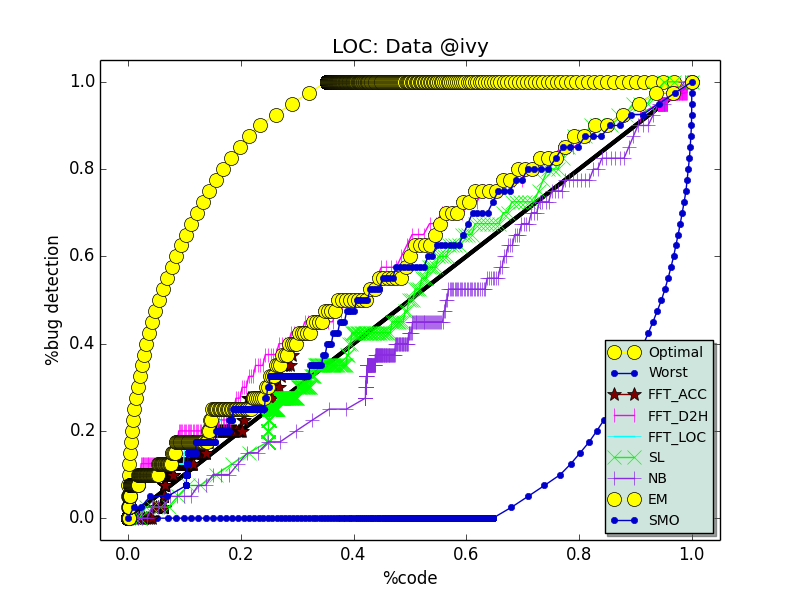 LOC: Data @ivy
%bug detection
1.0
0.8
0.6
0.4
0.2
0.0
Optimal
Worst
FFT_ACC
FFT_D2H
FFT_LOC
SL
NB
EM
SMO
0.0 0.2 0.4 0.6 0.8 1.0
%code